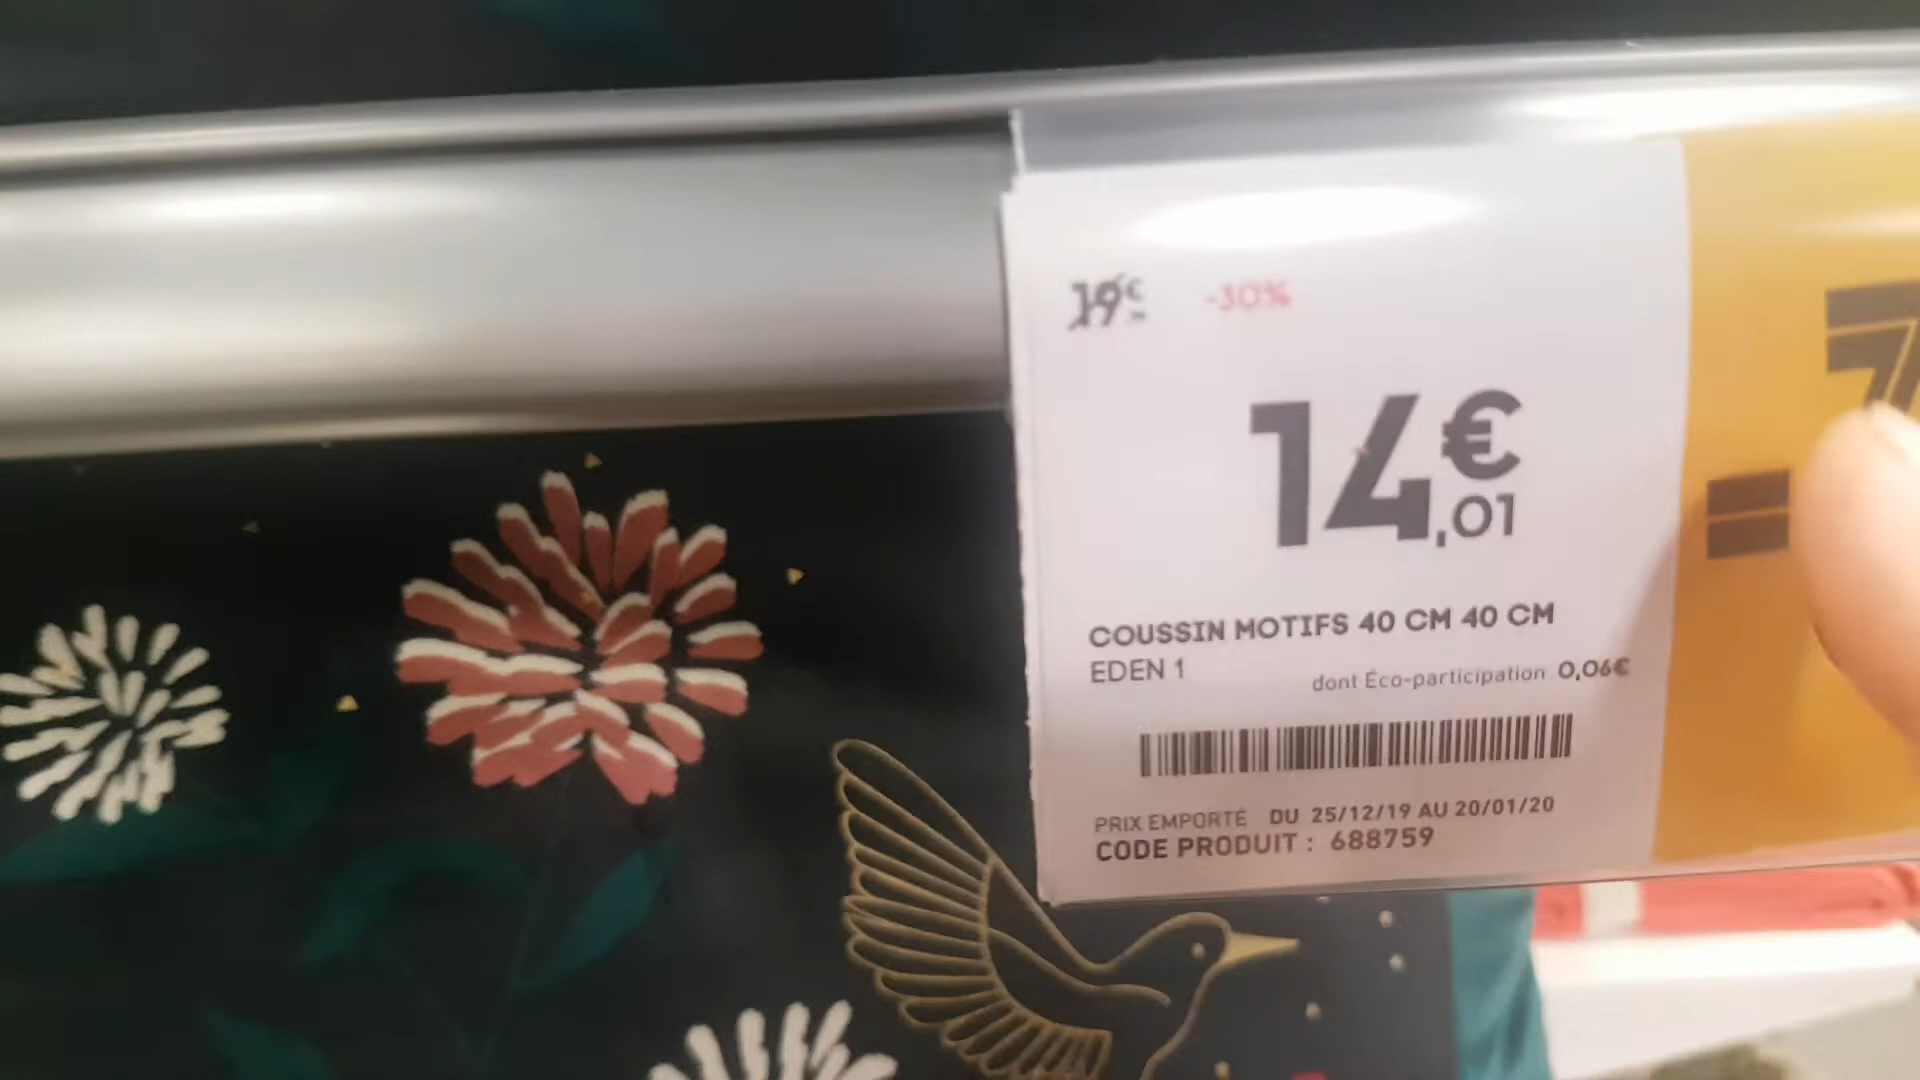 19€ -30%
14€,01
COUSSIN MOTIFS 40 CM 40 CM
EDEN 1 dont Éco-participation 0,06€
PRIX EMPORTÉ DU 25/12/19 AU 20/01/20
CODE PRODUIT : 688759